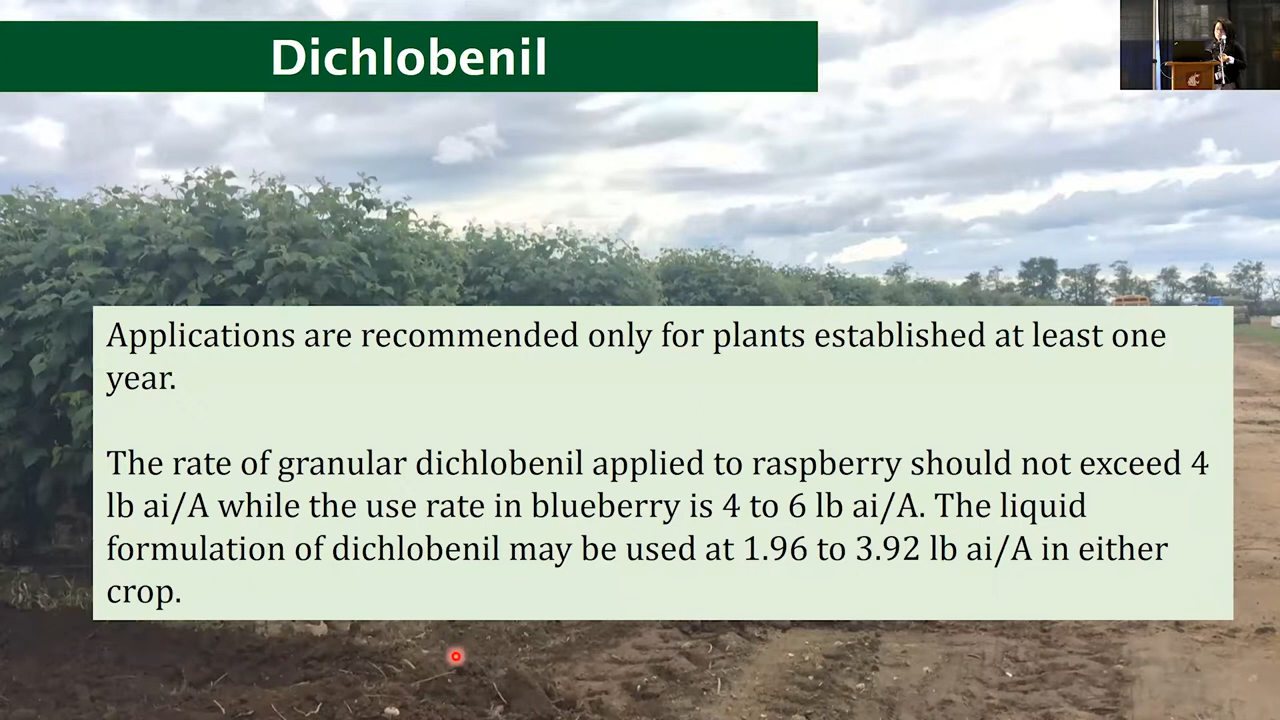 Dichlobenil
Applications are recommended only for plants established at least one
year.
The rate of granular dichlobenil applied to raspberry should not exceed 4
lb ai/A while the use rate in blueberry is 4 to 6 lb ai/A. The liquid
formulation of dichlobenil may be used at 1.96 to 3.92 lb ai/A in either
crop.